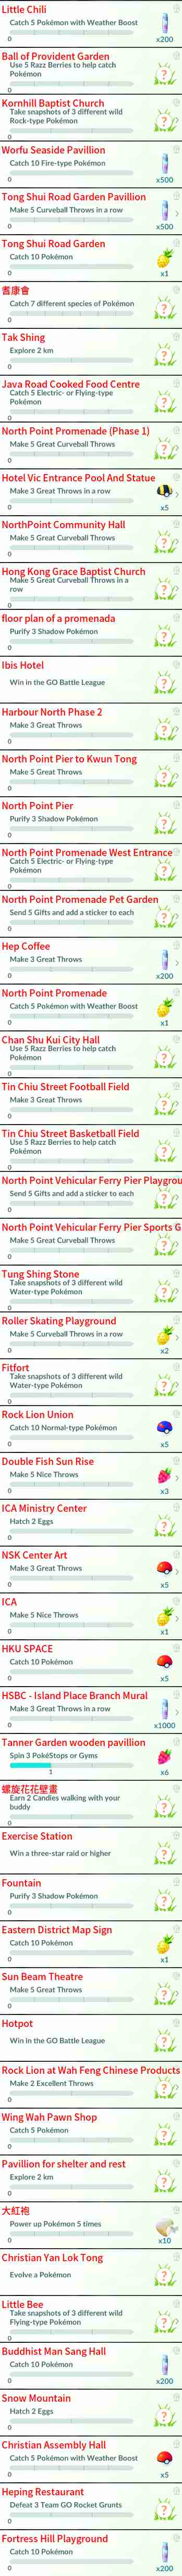 Little Chili
Catch 5 Pokémon with Weather Boost
0
x200
Ball of Provident Garden
Use 5 Razz Berries to help catch
Pokémon
?
0
Kornhill Baptist Church
Take snapshots of 3 different wild
Rock-type Pokémon
?
0
Worfu Seaside Pavillion
Catch 10 Fire-type Pokémon
0
x500
Tong Shui Road Garden Pavillion
Make 5 Curveball Throws in a row
0
x500
Tong Shui Road Garden
Catch 10 Pokémon
0
x1
耆康會
Catch 7 different species of Pokémon
?
0
Tak Shing
Explore 2 km
?
0
Java Road Cooked Food Centre
Catch 5 Electric- or Flying-type
Pokémon
?
0
North Point Promenade (Phase 1)
Make 5 Great Curveball Throws
?
0
Hotel Vic Entrance Pool And Statue
Make 3 Great Throws in a row
0
x5
NorthPoint Community Hall
Make 5 Great Curveball Throws
?
0
Hong Kong Grace Baptist Church
Make 5 Great Curveball Throws in a
row
?
0
floor plan of a promenada
Purify 3 Shadow Pokémon
?
0
Ibis Hotel
Win in the GO Battle League
?
Harbour North Phase 2
Make 3 Great Throws
?
0
North Point Pier to Kwun Tong
Make 5 Great Throws
?
0
North Point Pier
Purify 3 Shadow Pokémon
?
0
North Point Promenade West Entrance
Catch 5 Electric- or Flying-type
Pokémon
?
0
North Point Promenade Pet Garden
Send 5 Gifts and add a sticker to each
?
0
Hep Coffee
Make 3 Great Throws
0
x200
North Point Promenade
Catch 5 Pokémon with Weather Boost
0
x1
Chan Shu Kui City Hall
Use 5 Razz Berries to help catch
Pokémon
?
0
Tin Chiu Street Football Field
Make 3 Great Throws
?
0
Tin Chiu Street Basketball Field
Use 5 Razz Berries to help catch
Pokémon
?
0
North Point Vehicular Ferry Pier Playgrou
Send 5 Gifts and add a sticker to each
?
0
North Point Vehicular Ferry Pier Sports G
Make 5 Great Curveball Throws
?
0
Tung Shing Stone
Take snapshots of 3 different wild
Water-type Pokémon
?
0
Roller Skating Playground
Make 5 Curveball Throws in a row
0
x2
Fitfort
Take snapshots of 3 different wild
Water-type Pokémon
?
0
Rock Lion Union
Catch 10 Normal-type Pokémon
0
x5
Double Fish Sun Rise
Make 5 Nice Throws
0
x3
ICA Ministry Center
Hatch 2 Eggs
?
0
NSK Center Art
Make 3 Great Throws
0
x5
ICA
Make 5 Nice Throws
0
x1
HKU SPACE
Catch 10 Pokémon
0
x5
HSBC - Island Place Branch Mural
Make 3 Great Throws in a row
0
x1000
Tanner Garden wooden pavillion
Spin 3 PokéStops or Gyms
1
x6
螺旋花花壁畫
Earn 2 Candies walking with your
buddy
?
0
Exercise Station
Win a three-star raid or higher
?
Fountain
Purify 3 Shadow Pokémon
?
0
Eastern District Map Sign
Catch 10 Pokémon
0
x1
Sun Beam Theatre
Make 5 Great Throws
?
0
Hotpot
Win in the GO Battle League
?
Rock Lion at Wah Feng Chinese Products
Make 2 Excellent Throws
?
0
Wing Wah Pawn Shop
Catch 5 Pokémon
?
0
Pavillion for shelter and rest
Explore 2 km
?
0
大紅袍
Power up Pokémon 5 times
0
x10
Christian Yan Lok Tong
Evolve a Pokémon
?
Little Bee
Take snapshots of 3 different wild
Flying-type Pokémon
?
0
Buddhist Man Sang Hall
Catch 10 Pokémon
0
x200
Snow Mountain
Hatch 2 Eggs
?
0
Christian Assembly Hall
Catch 5 Pokémon with Weather Boost
0
x5
Heping Restaurant
Defeat 3 Team GO Rocket Grunts
?
0
Fortress Hill Playground
Catch 10 Pokémon
0
x200